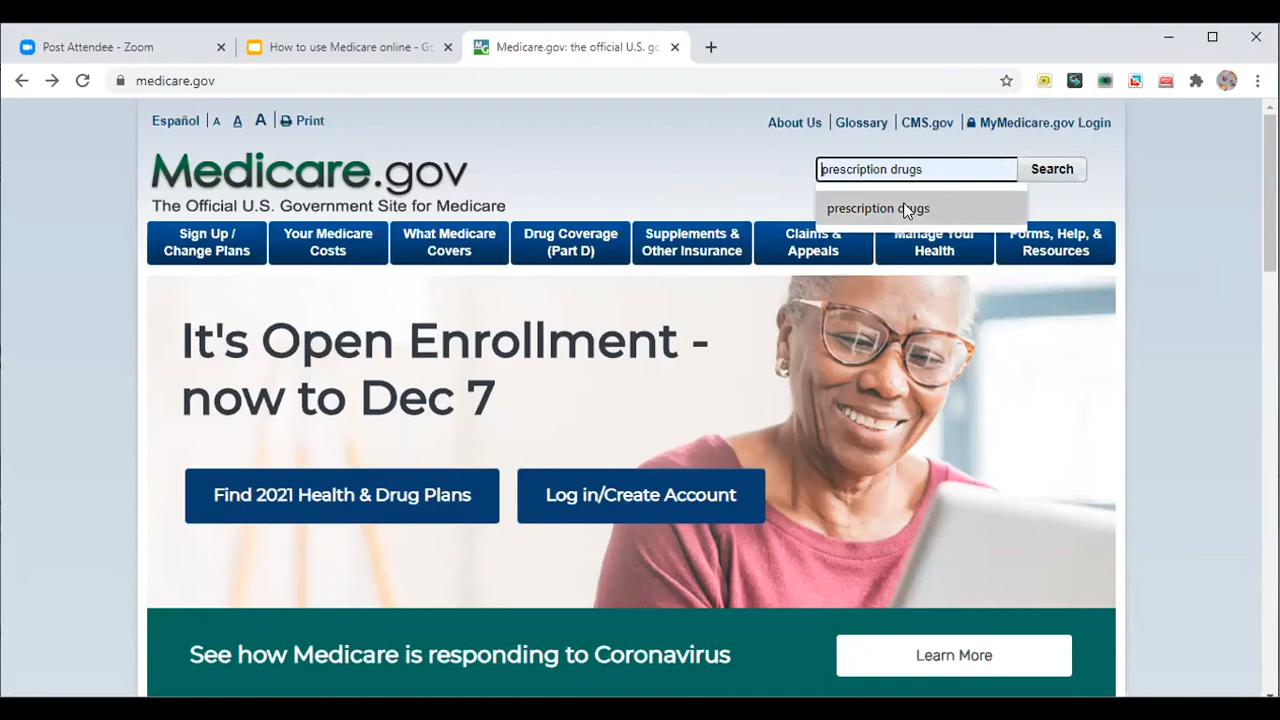 Post Attendee - Zoom
How to use Medicare online - Go
Medicare.gov: the official U.S. go
medicare.gov
Español A A A Print
About Us Glossary CMS.gov MyMedicare.gov Login
Medicare.gov
The Official U.S. Government Site for Medicare
prescription drugs Search
prescription drugs
Sign Up /
Change Plans
Your Medicare
Costs
What Medicare
Covers
Drug Coverage
(Part D)
Supplements &
Other Insurance
Claims &
Appeals
Manage Your
Health
Forms, Help, &
Resources
It's Open Enrollment -
now to Dec 7
Find 2021 Health & Drug Plans
Log in/Create Account
See how Medicare is responding to Coronavirus
Learn More